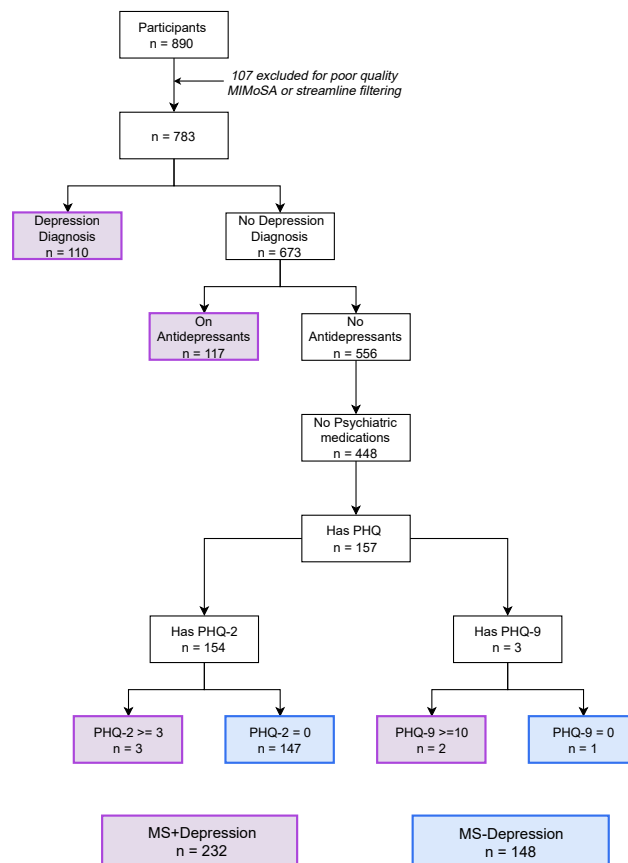 Participants
n = 890
107 excluded for poor quality
MIMoSA or streamline filtering
n = 783
Depression
Diagnosis
n = 110
No Depression
Diagnosis
n = 673
On
Antidepressants
n = 117
No
Antidepressants
n = 556
No Psychiatric
medications
n = 448
Has PHQ
n = 157
Has PHQ-2
n = 154
Has PHQ-9
n = 3
PHQ-2 >= 3
n = 3
PHQ-2 = 0
n = 147
PHQ-9 >=10
n = 2
PHQ-9 = 0
n = 1
MS+Depression
n = 232
MS-Depression
n = 148